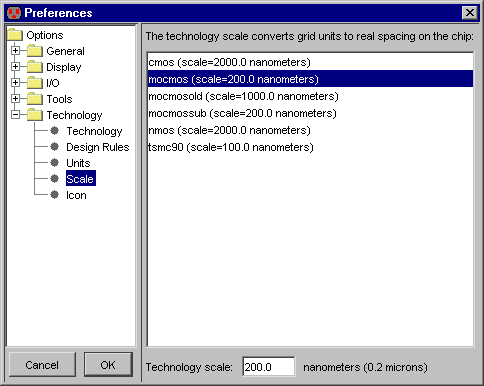 Preferences
Options
General
Display
I/O
Tools
Technology
Technology
Design Rules
Units
Scale
Icon
Cancel
OK
The technology scale converts grid units to real spacing on the chip:
cmos (scale=2000.0 nanometers)
mocmos (scale=200.0 nanometers)
mocmosold (scale=1000.0 nanometers)
mocmossub (scale=200.0 nanometers)
nmos (scale=2000.0 nanometers)
tsmc90 (scale=100.0 nanometers)
Technology scale: 200.0 nanometers (0.2 microns)